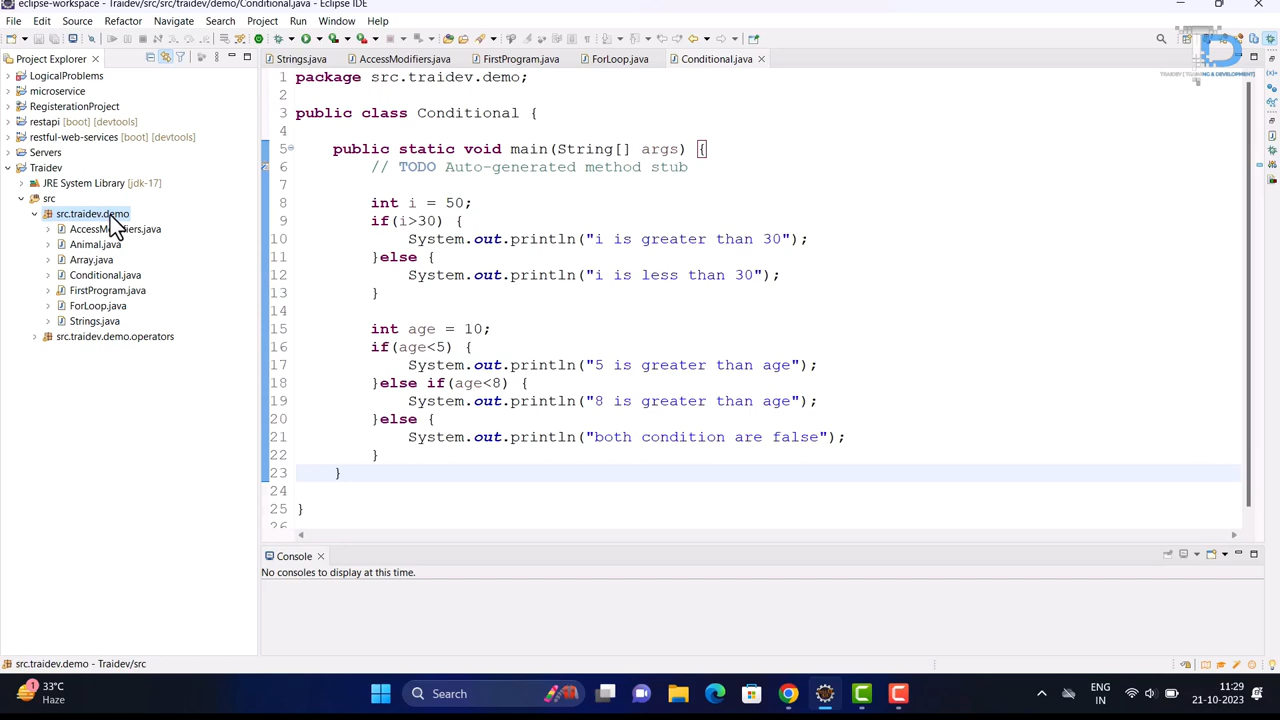 eclipse-workspace - Traidev/src/src/traidev/demo/Conditional.java - Eclipse IDE
File Edit Source Refactor Navigate Search Project Run Window Help
Project Explorer
Strings.java AccessModifiers.java FirstProgram.java ForLoop.java Conditional.java
LogicalProblems
microservice
RegisterationProject
restapi [boot] [devtools]
restful-web-services [boot] [devtools]
Servers
Traidev
JRE System Library [jdk-17]
src
src.traidev.demo
AccessModifiers.java
Animal.java
Array.java
Conditional.java
FirstProgram.java
ForLoop.java
Strings.java
src.traidev.demo.operators
1 package src.traidev.demo;
2
3 public class Conditional {
4
5 public static void main(String[] args) {
6 // TODO Auto-generated method stub
7
8 int i = 50;
9 if(i>30) {
10 System.out.println("i is greater than 30");
11 }else {
12 System.out.println("i is less than 30");
13 }
14
15 int age = 10;
16 if(age<5) {
17 System.out.println("5 is greater than age");
18 }else if(age<8) {
19 System.out.println("8 is greater than age");
20 }else {
21 System.out.println("both condition are false");
22 }
23 }
24
25 }
26
Console
No consoles to display at this time.
src.traidev.demo - Traidev/src
33°C
Haze
Search
ENG
IN
11:29
21-10-2023